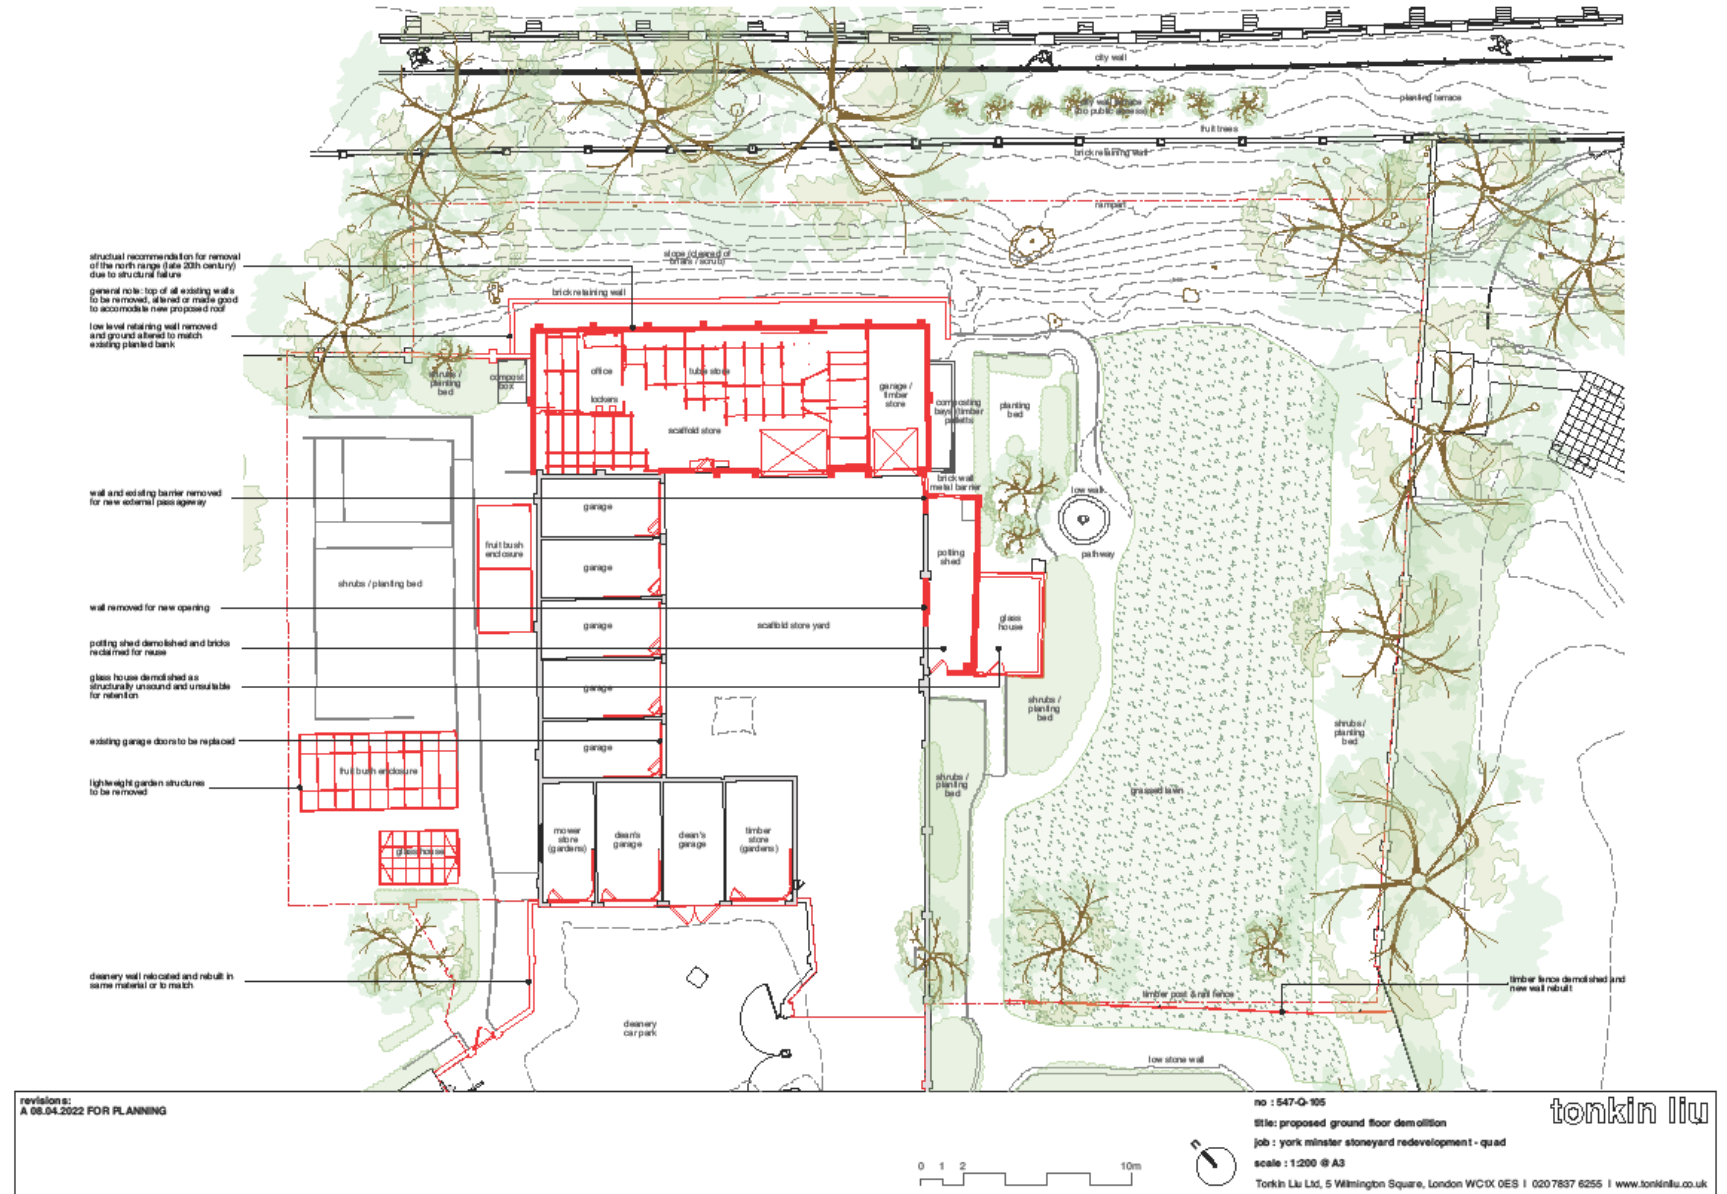 city wall
planting terrace
city wall terrace
(no public access)
fruit trees
brick retaining wall
rampart
structual recommendation for removal
of the north range (late 20th century)
due to structural failure
slope (cleared of
briars / scrub)
general note: top of all existing walls
to be removed, altered or made good
to accomodate new proposed roof
brick retaining wall
low level retaining wall removed
and ground altered to match
existing planted bank
shrubs /
planting
bed
compost
box
office
tube store
lockers
scaffold store
garage /
timber
store
composting
bays (timber
palletts
planting
bed
brick wall
metal barrier
low wall
wall and existing barrier removed
for new external passageway
garage
fruit bush
enclosure
potting
shed
pathway
garage
shrubs / planting bed
wall removed for new opening
garage
scaffold store yard
glass
house
potting shed demolished and bricks
reclaimed for reuse
glass house demolished as
structurally unsound and unsuitable
for retention
garage
shrubs /
planting
bed
shrubs /
planting
bed
existing garage doors to be replaced
garage
fruit bush enclosure
lightweight garden structures
to be removed
shrubs /
planting
bed
grassed lawn
mower
store
(gardens)
dean's
garage
dean's
garage
timber
store
(gardens)
glasshouse
deanery wall relocated and rebuilt in
same material or to match
timber post & rail fence
timber fence demolished and
new wall rebuilt
deanery
car park
low stone wall
revisions:
A 08.04.2022 FOR PLANNING
0 1 2 10m
n
no : 547-Q-105
title: proposed ground floor demolition
job : york minster stoneyard redevelopment - quad
scale : 1:200 @ A3
Tonkin Liu Ltd, 5 Wilmington Square, London WC1X 0ES I 020 7837 6255 I www.tonkinliu.co.uk
tonkin liu